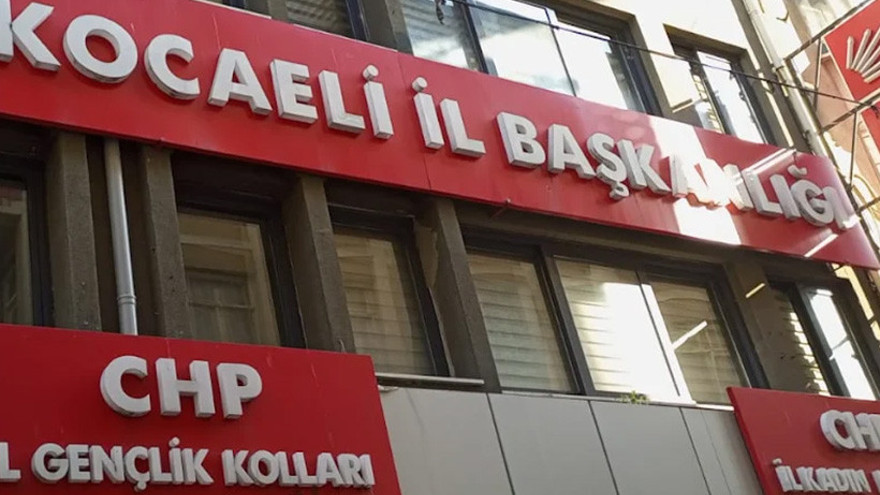 KOCAELİ İL BAŞKANLIĞI
CHP
GENÇLİK KOLLARI
İL KADIN